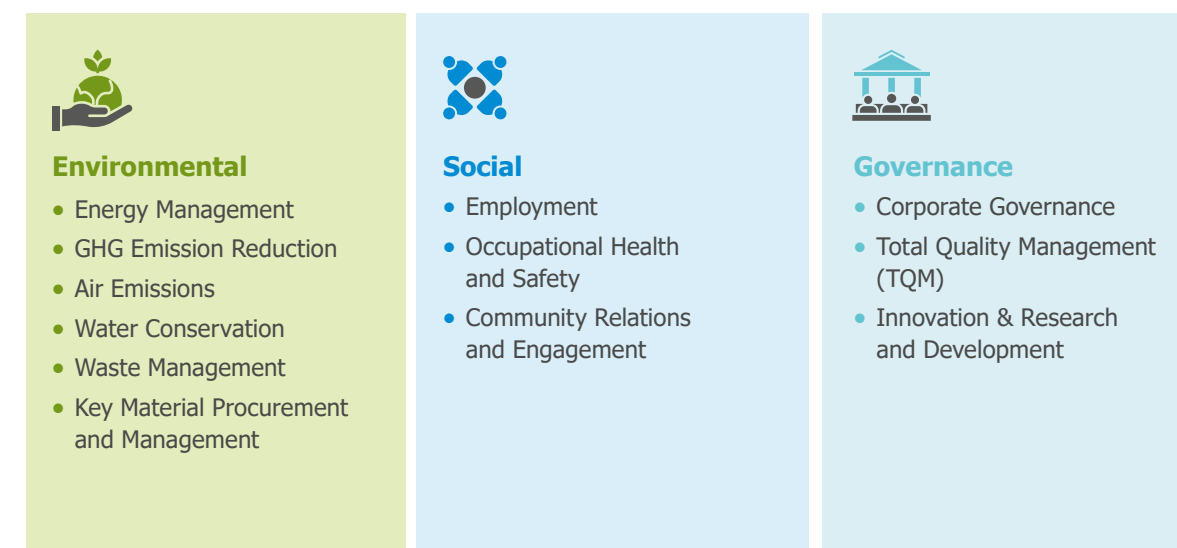 Environmental
• Energy Management
• GHG Emission Reduction
• Air Emissions
• Water Conservation
• Waste Management
• Key Material Procurement
and Management
Social
• Employment
• Occupational Health
and Safety
• Community Relations
and Engagement
Governance
• Corporate Governance
• Total Quality Management
(TQM)
• Innovation & Research
and Development